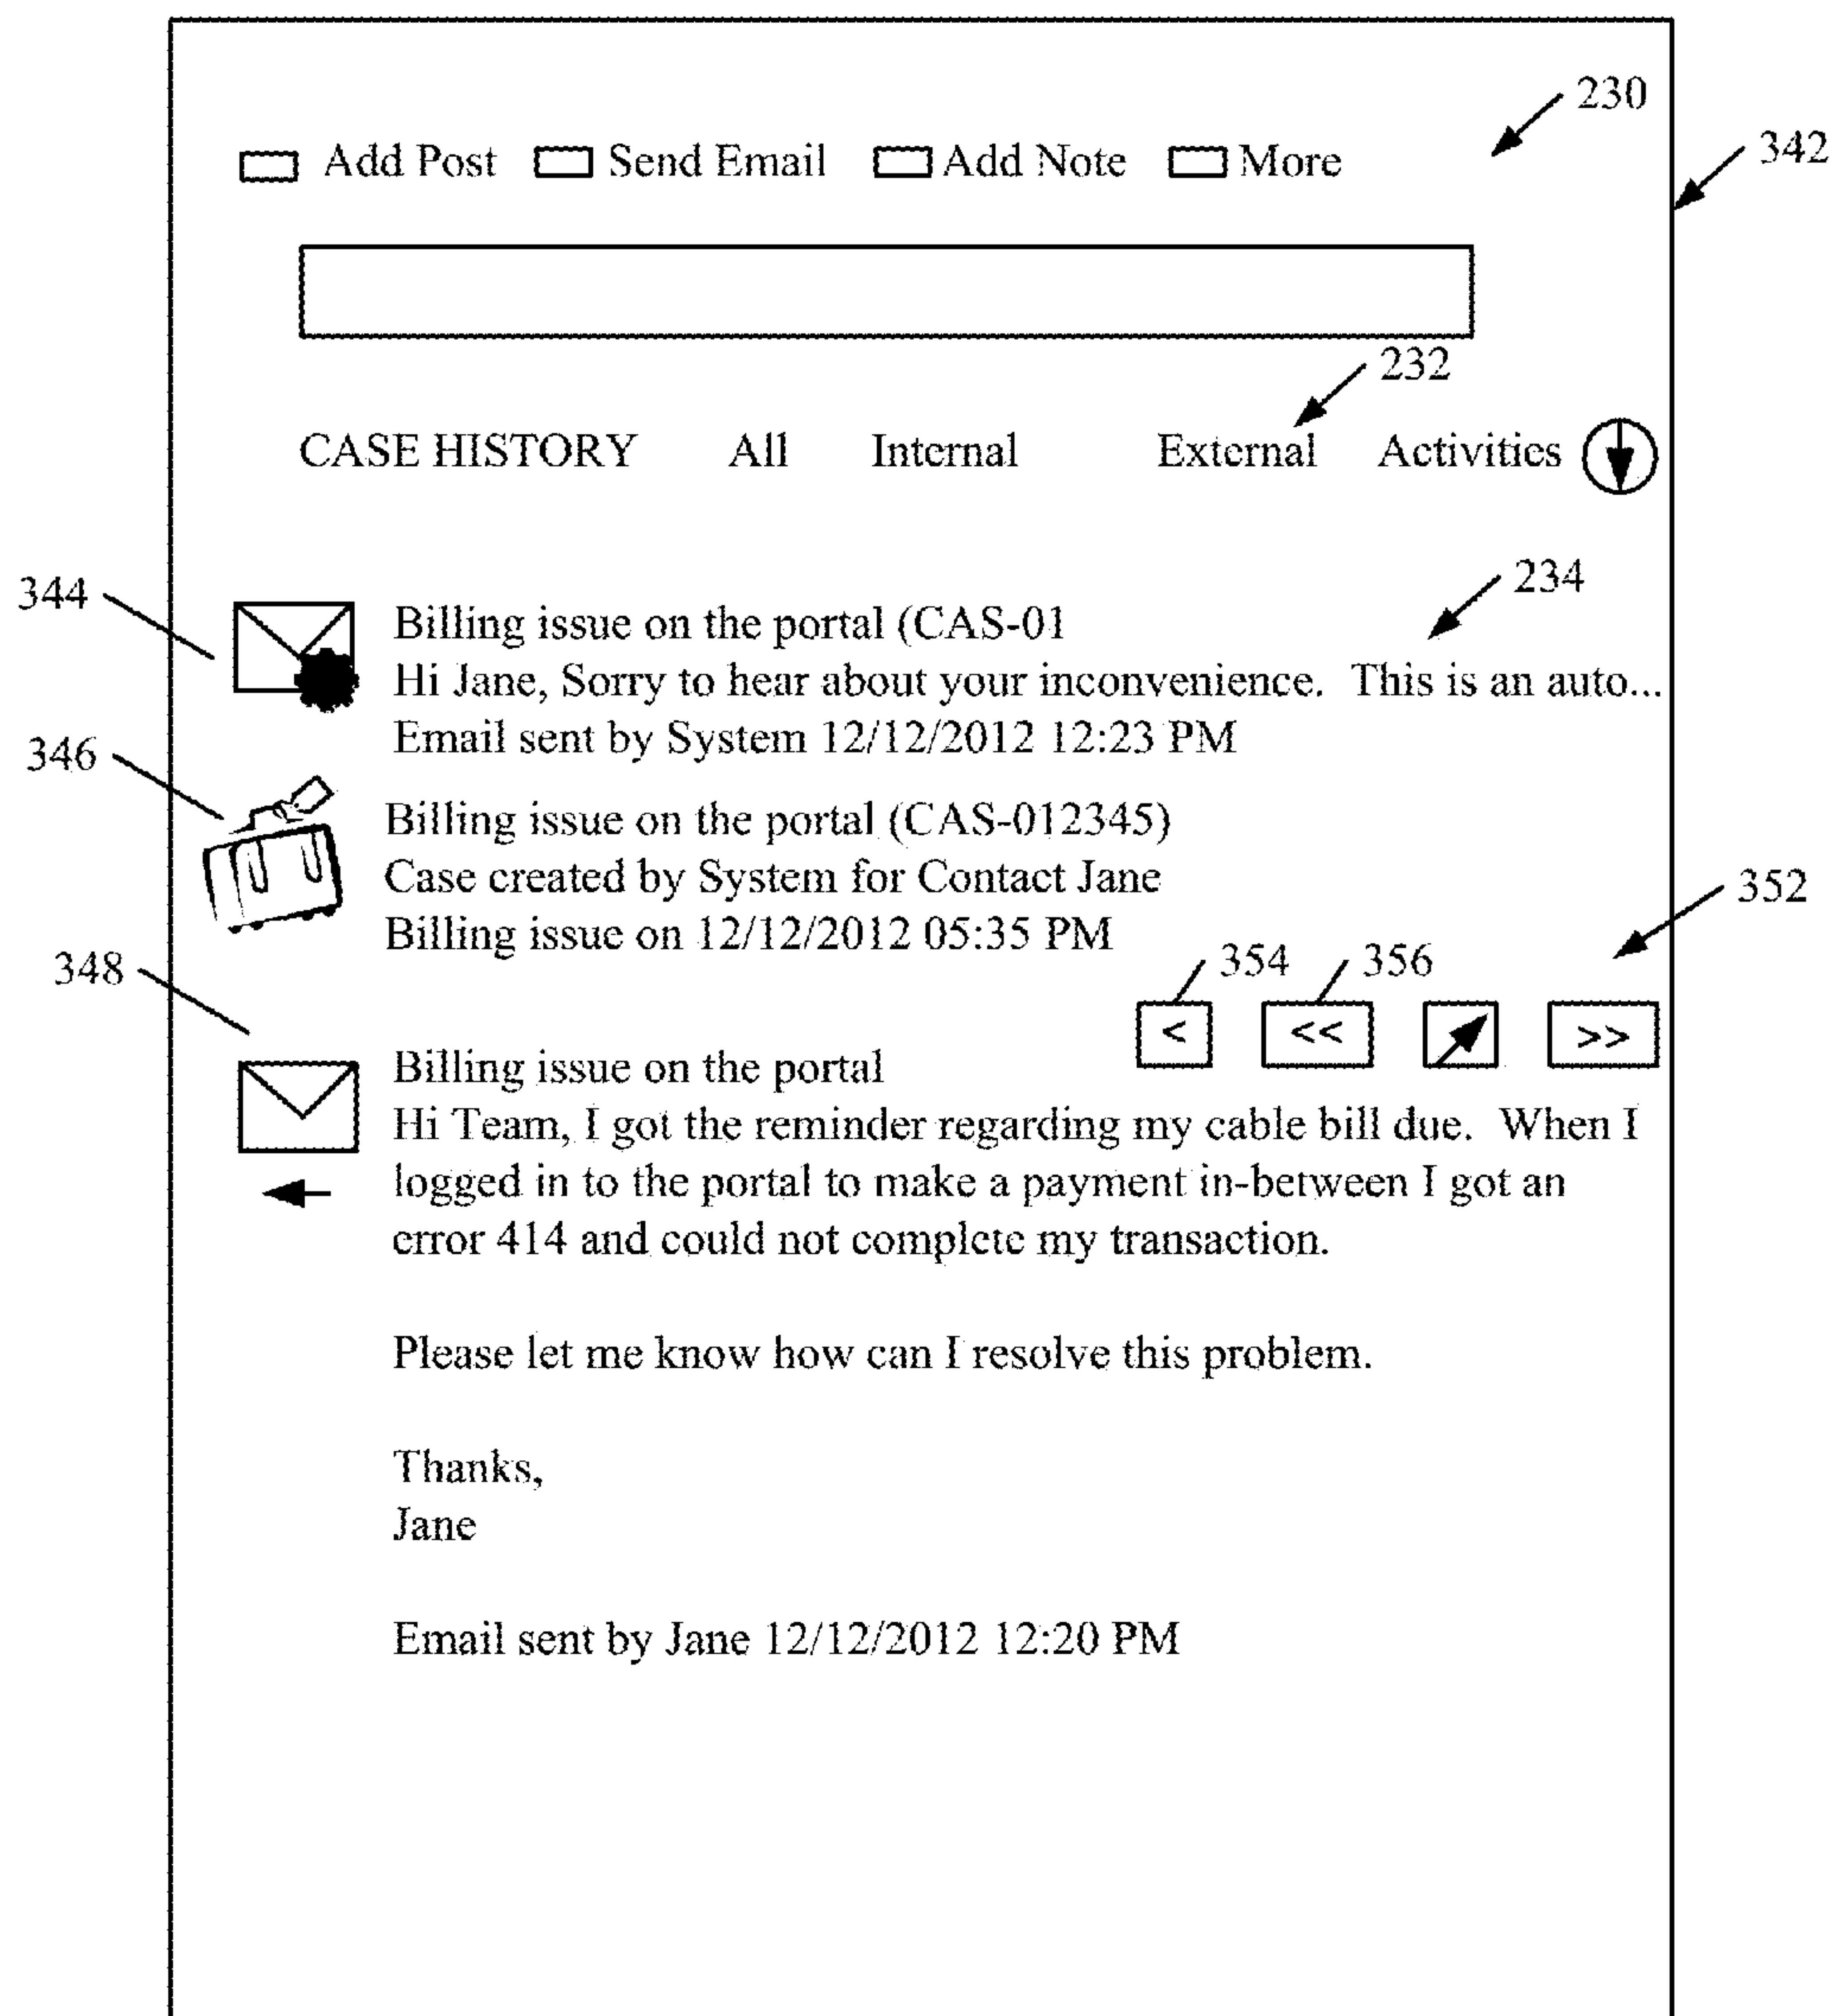 230
342
Add Post Send Email Add Note More
232
CASE HISTORY All Internal External Activities
234
344
Billing issue on the portal (CAS-01
Hi Jane, Sorry to hear about your inconvenience. This is an auto...
Email sent by System 12/12/2012 12:23 PM
346
Billing issue on the portal (CAS-012345)
Case created by System for Contact Jane
Billing issue on 12/12/2012 05:35 PM
352
348
354 356
< << >>
Billing issue on the portal
Hi Team, I got the reminder regarding my cable bill due. When I
logged in to the portal to make a payment in-between I got an
error 414 and could not complete my transaction.
Please let me know how can I resolve this problem.
Thanks,
Jane
Email sent by Jane 12/12/2012 12:20 PM